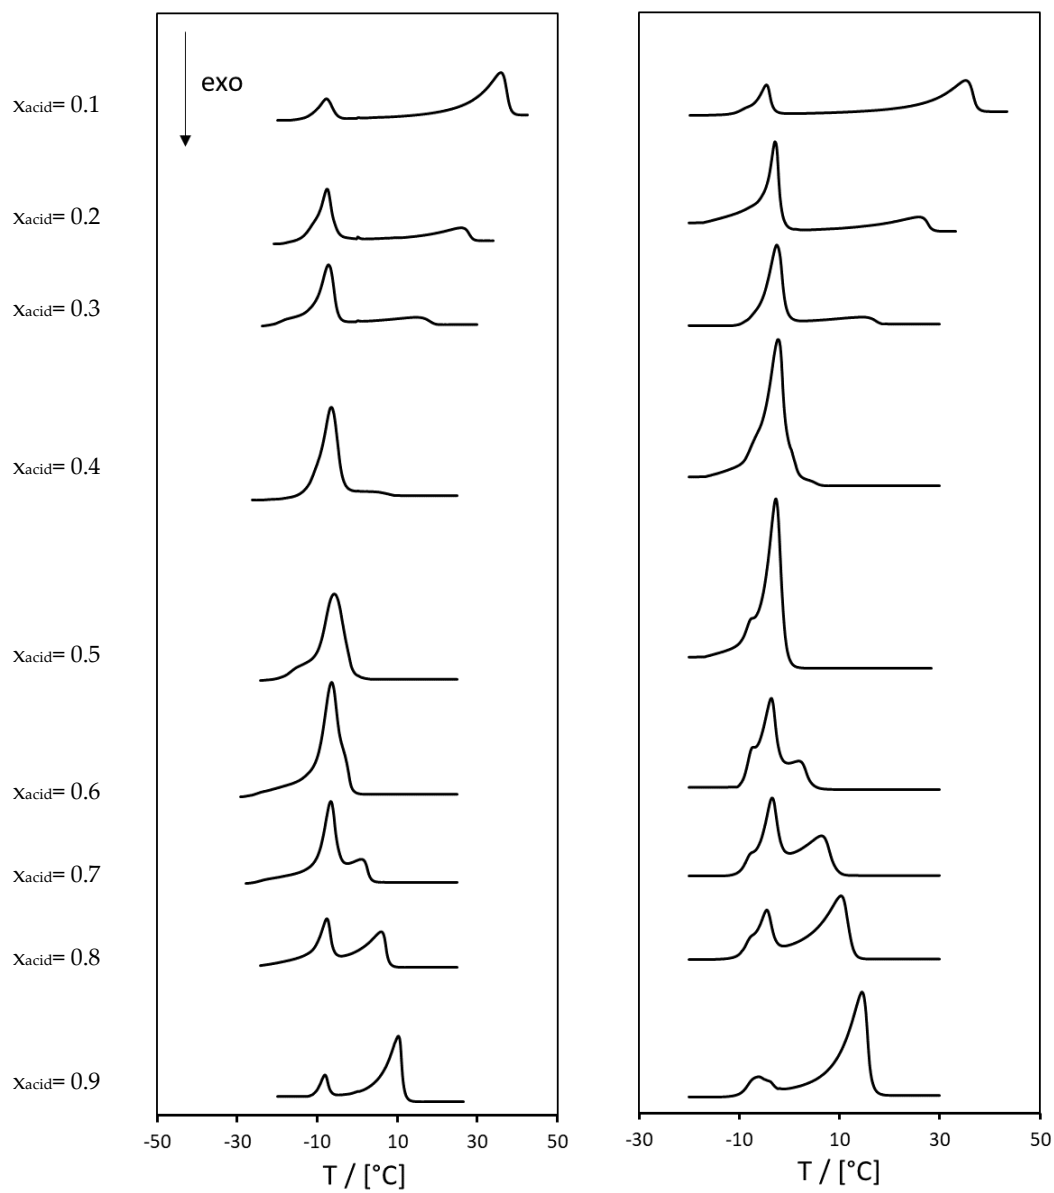 exo
xacid= 0.1
xacid= 0.2
xacid= 0.3
xacid= 0.4
xacid= 0.5
xacid= 0.6
xacid= 0.7
xacid= 0.8
xacid= 0.9
-50 -30 -10 10 30 50
T / [°C]
-30 -10 10 30 50
T / [°C]